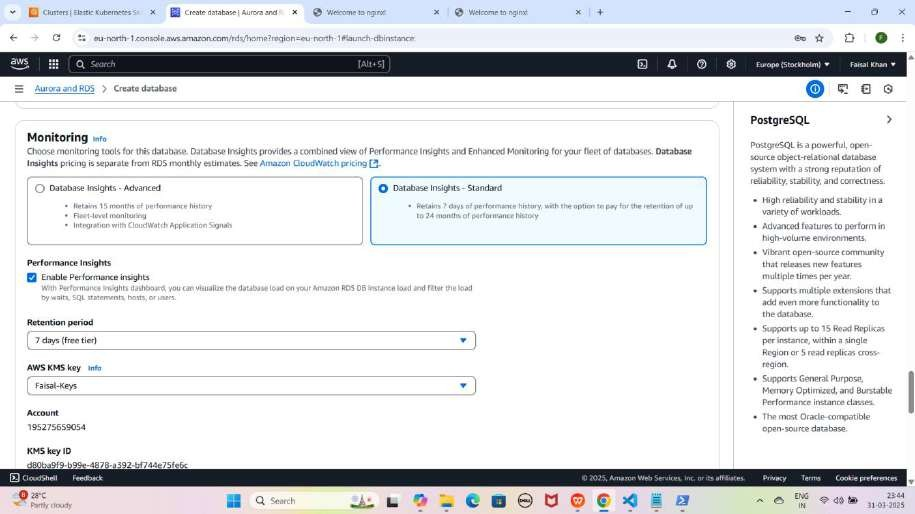 Clusters | Elastic Kubernetes Se
Create database | Aurora and R
Welcome to nginx!
Welcome to nginx!
eu-north-1.console.aws.amazon.com/rds/home?region=eu-north-1#launch-dbinstance:
F
aws
Search
[Alt+S]
Europe (Stockholm)
Faisal Khan
Aurora and RDS
Create database
Monitoring Info
Choose monitoring tools for this database. Database Insights provides a combined view of Performance Insights and Enhanced Monitoring for your fleet of databases. Database
Insights pricing is separate from RDS monthly estimates. See Amazon CloudWatch pricing.
Database Insights - Advanced
• Retains 15 months of performance history
• Fleet-level monitoring
• Integration with CloudWatch Application Signals
Database Insights - Standard
• Retains 7 days of performance history, with the option to pay for the retention of up
to 24 months of performance history
Performance Insights
Enable Performance insights
With Performance Insights dashboard, you can visualize the database load on your Amazon RDS DB Instance load and filter the load
by waits, SQL statements, hosts, or users.
Retention period
7 days (free tier)
AWS KMS key Info
Faisal-Keys
Account
195275659054
KMS key ID
d80ba9f9-b99e-4878-a392-bf744e75fe6c
PostgreSQL
PostgreSQL is a powerful, open-
source object-relational database
system with a strong reputation of
reliability, stability, and correctness.
• High reliability and stability in a
variety of workloads.
• Advanced features to perform in
high-volume environments.
• Vibrant open-source community
that releases new features
multiple times per year.
• Supports multiple extensions that
add even more functionality to
the database.
• Supports up to 15 Read Replicas
per instance, within a single
Region or 5 read replicas cross-
region.
• Supports General Purpose,
Memory Optimized, and Burstable
Performance instance classes.
• The most Oracle-compatible
open-source database.
CloudShell
Feedback
© 2025, Amazon Web Services, Inc. or its affiliates.
Privacy
Terms
Cookie preferences
8
28°C
Partly cloudy
Search
DELL
ENG
IN
23:44
31-03-2025